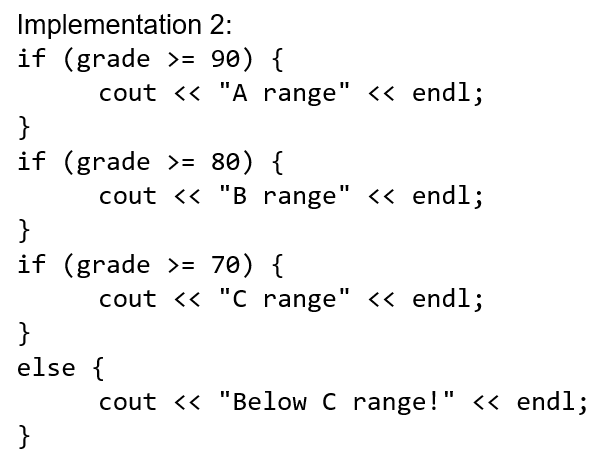 Implementation 2:
if (grade >= 90) {
cout << "A range" << endl;
}
if (grade >= 80) {
cout << "B range" << endl;
}
if (grade >= 70) {
cout << "C range" << endl;
}
else {
cout << "Below C range!" << endl;
}